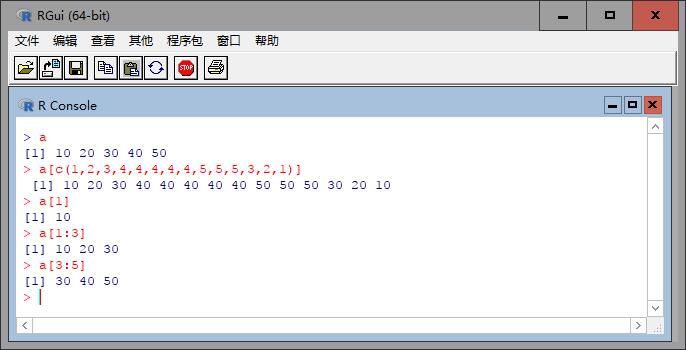 RGui (64-bit)
文件 编辑 查看 其他 程序包 窗口 帮助
STOP
R Console
> a
[1] 10 20 30 40 50
> a[c(1,2,3,4,4,4,4,4,5,5,5,3,2,1)]
 [1] 10 20 30 40 40 40 40 40 50 50 50 30 20 10
> a[1]
[1] 10
> a[1:3]
[1] 10 20 30
> a[3:5]
[1] 30 40 50
>